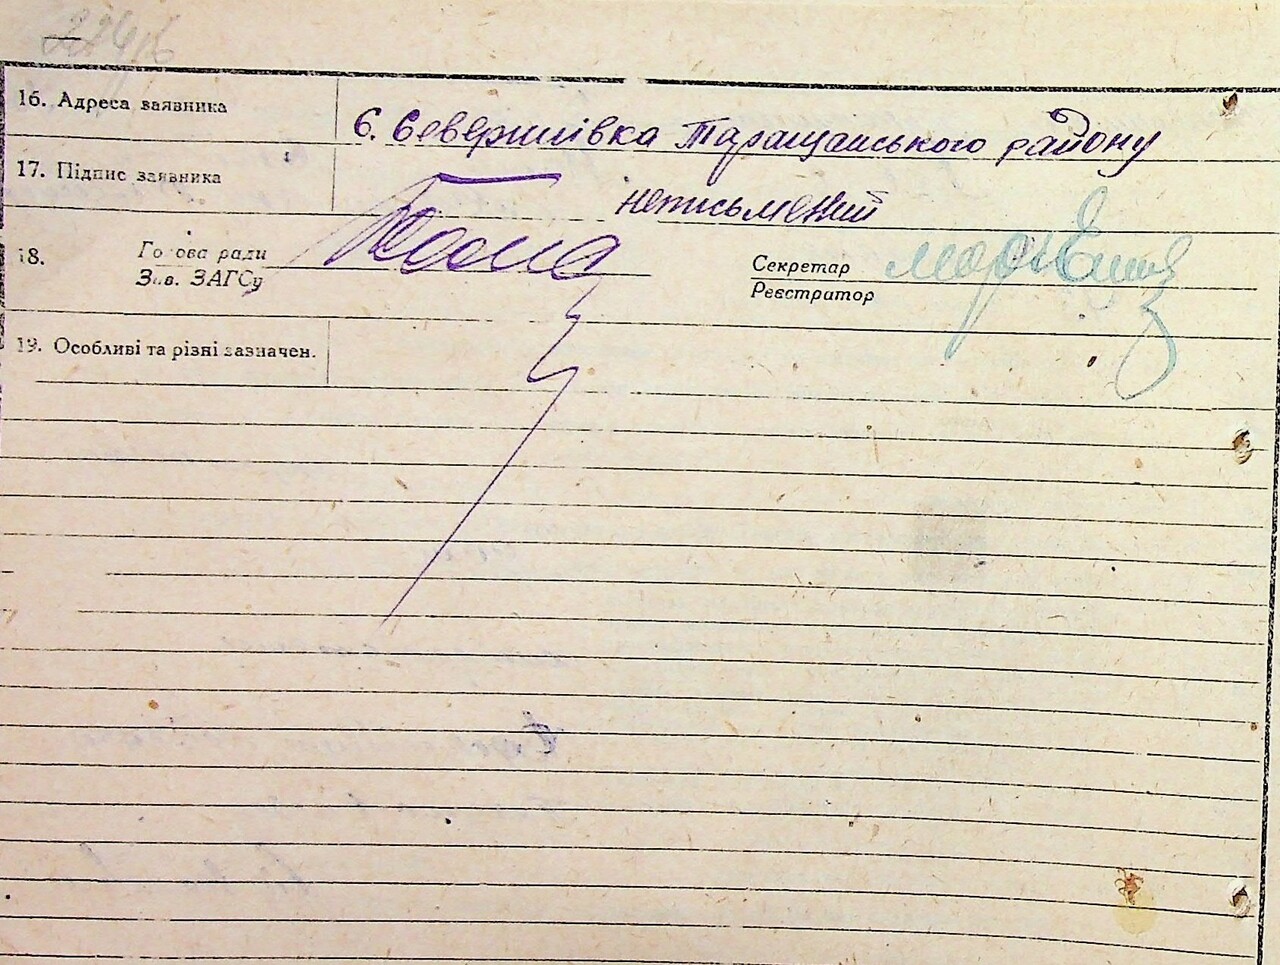 16. Адреса заявника
с. Северинівка Таращанського району
17. Підпис заявника
неписьмений
18. Голова ради
Зав. ЗАГСу
Секретар
Реєстратор
19. Особливі та різні зазначен.